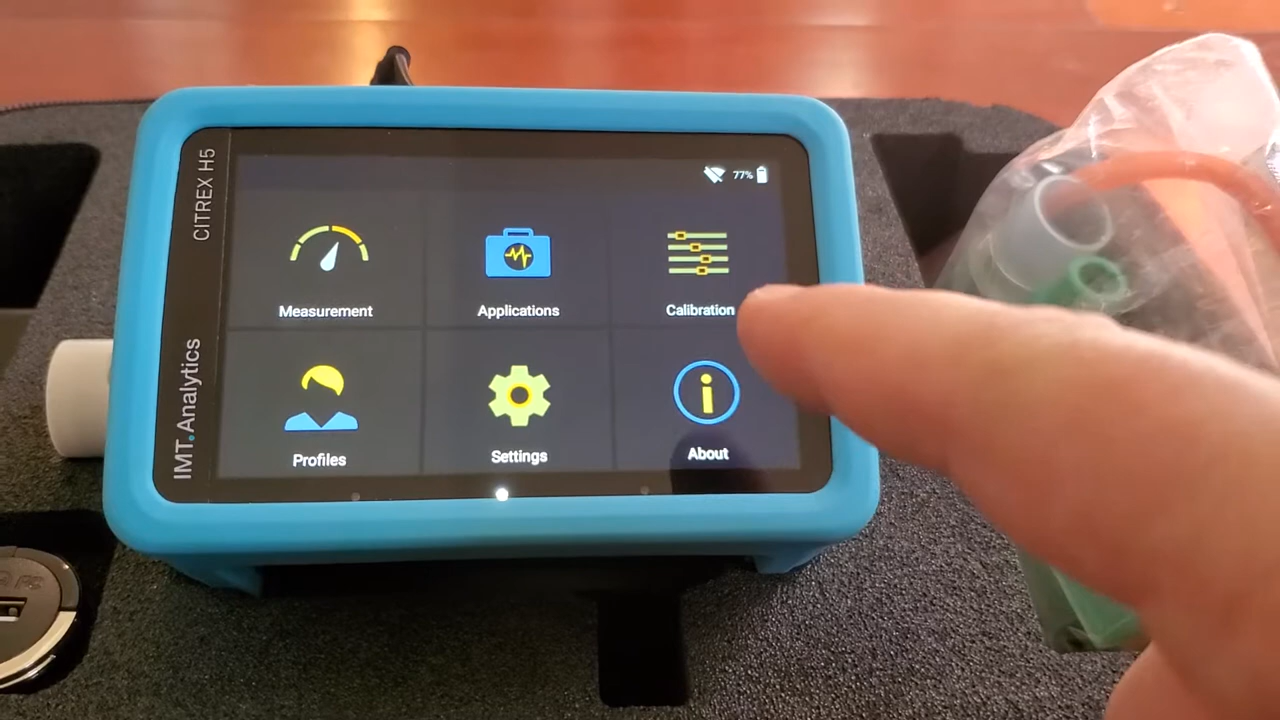 CITREX H5
IMT.Analytics
77%
Measurement
Applications
Calibration
Profiles
Settings
About